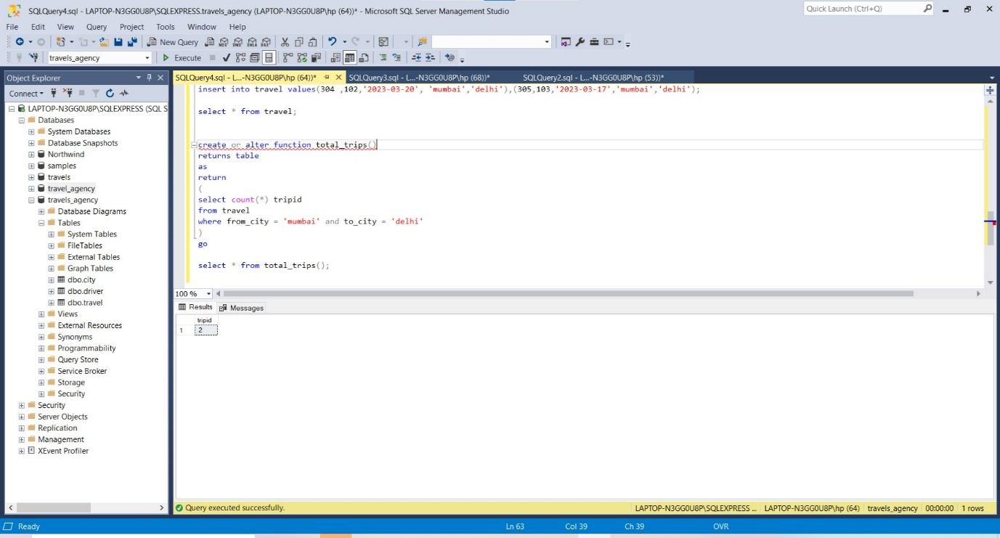 SQLQuery4.sql - LAPTOP-N3GG0U8P\SQLEXPRESS.travels_agency (LAPTOP-N3GG0U8P\hp (64))* - Microsoft SQL Server Management Studio
Quick Launch (Ctrl+Q)
File Edit View Query Project Tools Window Help
New Query
travels_agency
Execute
Object Explorer
SQLQuery4.sql - L...-N3GG0U8P\hp (64))*
SQLQuery3.sql - L...-N3GG0U8P\hp (68))*
SQLQuery2.sql - L...-N3GG0U8P\hp (53))*
Connect
LAPTOP-N3GG0U8P\SQLEXPRESS (SQL S
Databases
System Databases
Database Snapshots
Northwind
samples
travels
travel_agency
travels_agency
Database Diagrams
Tables
System Tables
FileTables
External Tables
Graph Tables
dbo.city
dbo.driver
dbo.travel
Views
External Resources
Synonyms
Programmability
Query Store
Service Broker
Storage
Security
Security
Server Objects
Replication
Management
XEvent Profiler
insert into travel values(304 ,102,'2023-03-20', 'mumbai','delhi'),(305,103,'2023-03-17','mumbai','delhi');
select * from travel;
create or alter function total_trips()
returns table
as
return
(
select count(*) tripid
from travel
where from_city = 'mumbai' and to_city = 'delhi'
)
go
select * from total_trips();
100 %
Results Messages
tripid
1 2
Query executed successfully.
LAPTOP-N3GG0U8P\SQLEXPRESS ... LAPTOP-N3GG0U8P\hp (64) travels_agency 00:00:00 1 rows
Ready
Ln 63 Col 39 Ch 39 OVR